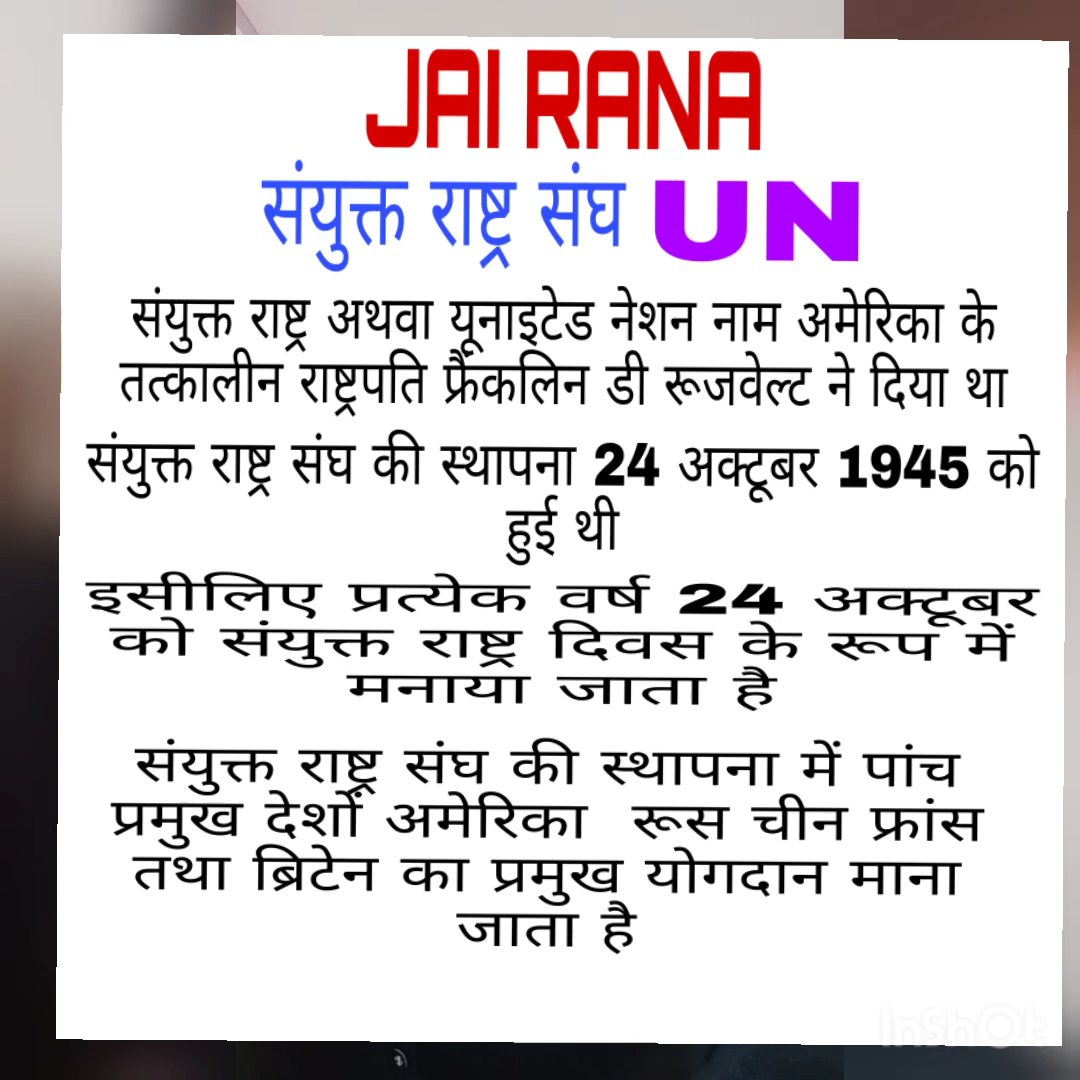 JAI RANA
संयुक्त राष्ट्र संघ UN
संयुक्त राष्ट्र अथवा यूनाइटेड नेशन नाम अमेरिका के
तत्कालीन राष्ट्रपति फ्रैंकलिन डी रूजवेल्ट ने दिया था
संयुक्त राष्ट्र संघ की स्थापना 24 अक्टूबर 1945 को
हुई थी
इसीलिए प्रत्येक वर्ष 24 अक्टूबर
को संयुक्त राष्ट्र दिवस के रूप में
मनाया जाता है
संयुक्त राष्ट्र संघ की स्थापना में पांच
प्रमुख देशों अमेरिका रूस चीन फ्रांस
तथा ब्रिटेन का प्रमुख योगदान माना
जाता है
InShOt